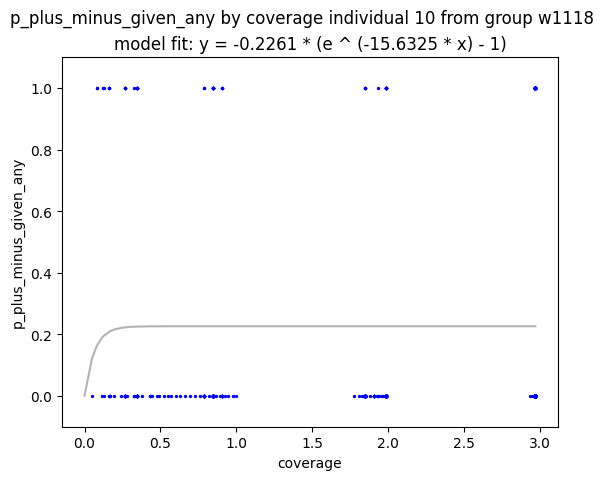 p_plus_minus_given_any by coverage individual 10 from group w1118
model fit: y = -0.2261 * (e ^ (-15.6325 * x) - 1)
1.0
0.8
0.6
0.4
0.2
0.0
p_plus_minus_given_any
0.0 0.5 1.0 1.5 2.0 2.5 3.0
coverage